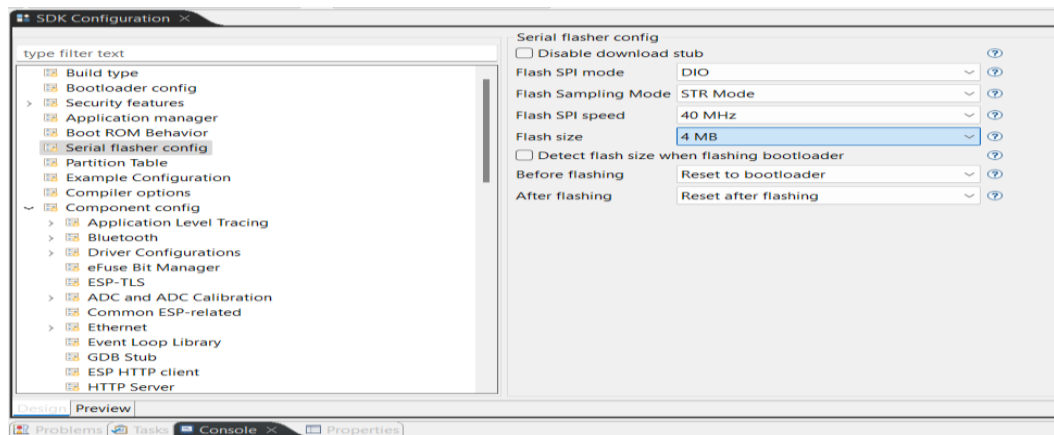 SDK Configuration
type filter text
Build type
Bootloader config
Security features
Application manager
Boot ROM Behavior
Serial flasher config
Partition Table
Example Configuration
Compiler options
Component config
Application Level Tracing
Bluetooth
Driver Configurations
eFuse Bit Manager
ESP-TLS
ADC and ADC Calibration
Common ESP-related
Ethernet
Event Loop Library
GDB Stub
ESP HTTP client
HTTP Server
Serial flasher config
Disable download stub
Flash SPI mode DIO
Flash Sampling Mode STR Mode
Flash SPI speed 40 MHz
Flash size 4 MB
Detect flash size when flashing bootloader
Before flashing Reset to bootloader
After flashing Reset after flashing
Design Preview
Problems Tasks Console Properties